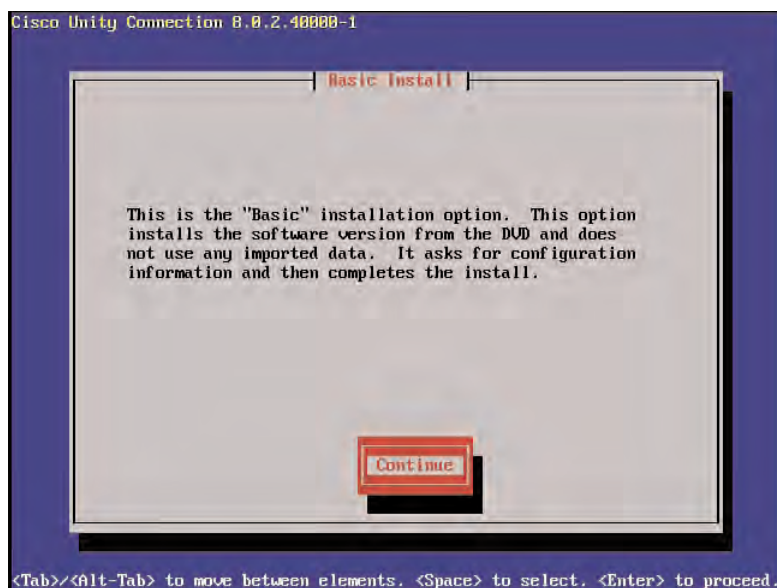 Cisco Unity Connection 8.0.2.40000-1
Basic Install
This is the "Basic" installation option.  This option
installs the software version from the DVD and does
not use any imported data.  It asks for configuration
information and then completes the install.
Continue
<Tab>/<Alt-Tab> to move between elements. <Space> to select. <Enter> to proceed.